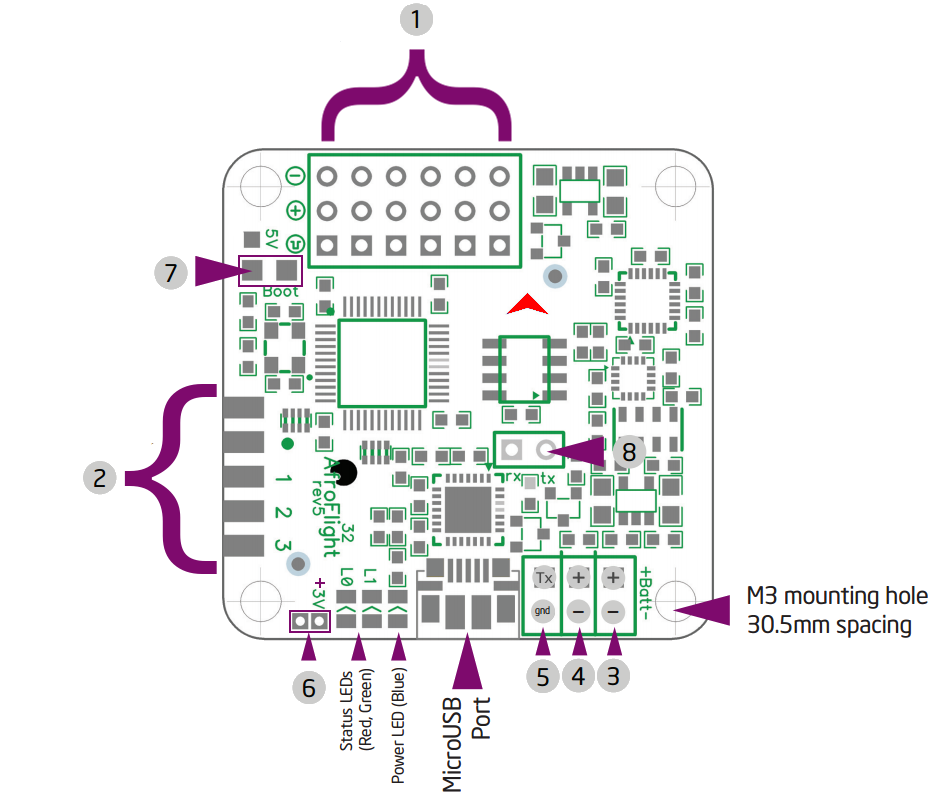 1
5V
7
Boot
2
1
2
3
AfroFlight
32
rev5
8
rx
tx
+3V
L0
L1
Tx
+
+
gnd
−
−
+Batt-
M3 mounting hole
30.5mm spacing
6
5
4
3
Status LEDs
(Red, Green)
Power LED (Blue)
MicroUSB
Port